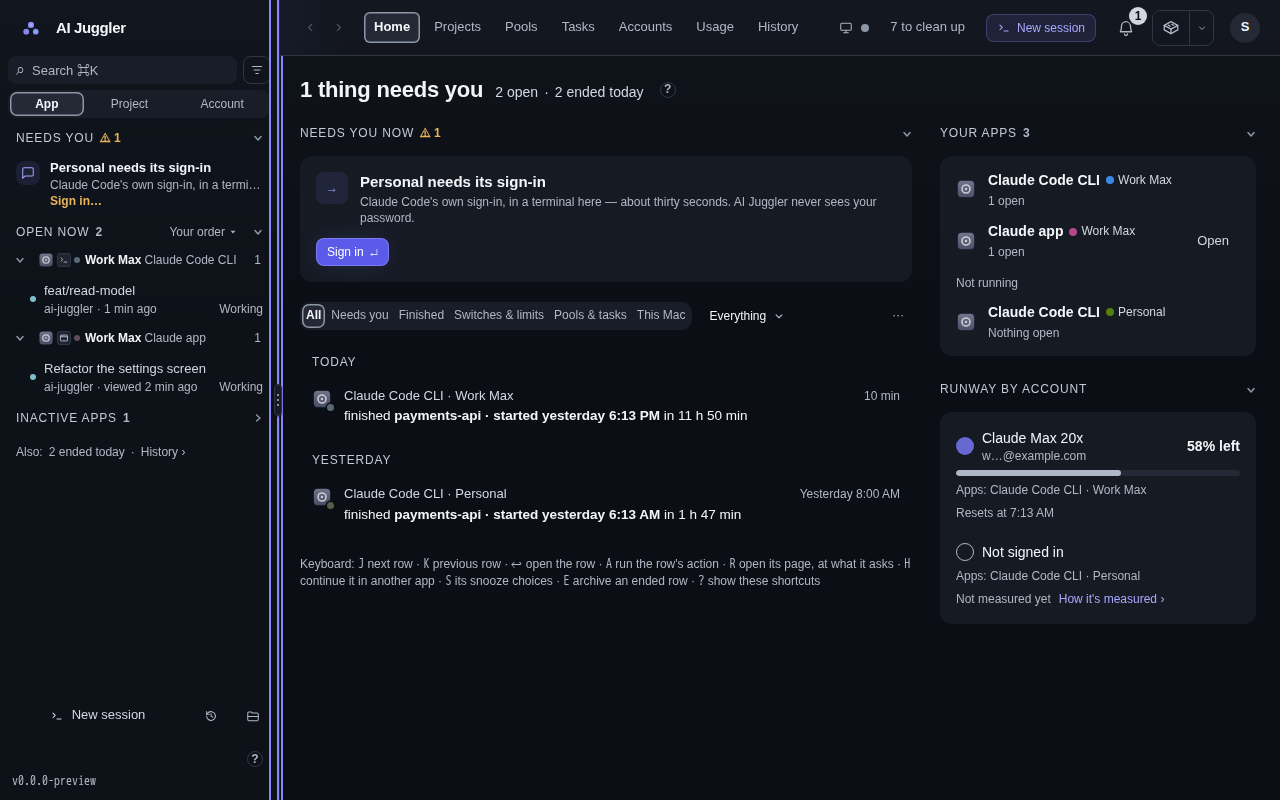 AI Juggler
Search ⌘K
App Project Account
NEEDS YOU 1
Personal needs its sign-in
Claude Code's own sign-in, in a termi…
Sign in…
OPEN NOW 2 Your order
Work Max Claude Code CLI 1
feat/read-model
ai-juggler · 1 min ago Working
Work Max Claude app 1
Refactor the settings screen
ai-juggler · viewed 2 min ago Working
INACTIVE APPS 1
Also: 2 ended today · History ›
New session
?
v0.0.0-preview
Home Projects Pools Tasks Accounts Usage History 7 to clean up New session 1 S
1 thing needs you 2 open · 2 ended today ?
NEEDS YOU NOW 1
→ Personal needs its sign-in
Claude Code's own sign-in, in a terminal here — about thirty seconds. AI Juggler never sees your
password.
Sign in ↵
All Needs you Finished Switches & limits Pools & tasks This Mac Everything ···
TODAY
Claude Code CLI · Work Max 10 min
finished payments-api · started yesterday 6:13 PM in 11 h 50 min
YESTERDAY
Claude Code CLI · Personal Yesterday 8:00 AM
finished payments-api · started yesterday 6:13 AM in 1 h 47 min
Keyboard: J next row · K previous row · ↩ open the row · A run the row's action · R open its page, at what it asks · H
continue it in another app · S its snooze choices · E archive an ended row · ? show these shortcuts
YOUR APPS 3
Claude Code CLI Work Max
1 open
Claude app Work Max
1 open
Open
Not running
Claude Code CLI Personal
Nothing open
RUNWAY BY ACCOUNT
Claude Max 20x
w…@example.com
58% left
Apps: Claude Code CLI · Work Max
Resets at 7:13 AM
Not signed in
Apps: Claude Code CLI · Personal
Not measured yet How it's measured ›